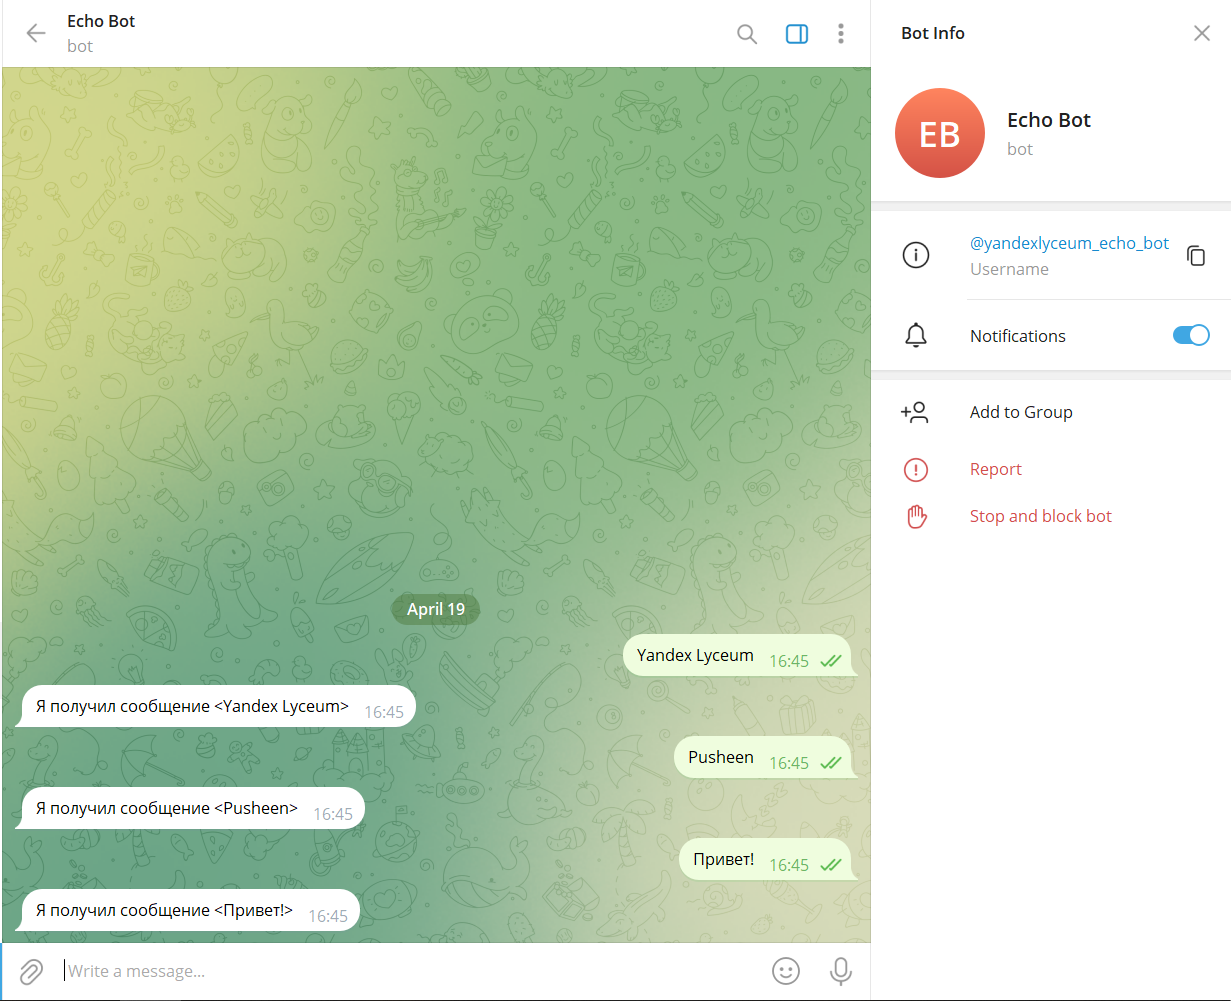 Echo Bot
bot
April 19
Yandex Lyceum 16:45
Я получил сообщение <Yandex Lyceum> 16:45
Pusheen 16:45
Я получил сообщение <Pusheen> 16:45
Привет! 16:45
Я получил сообщение <Привет!> 16:45
Write a message...
Bot Info
EB
Echo Bot
bot
@yandexlyceum_echo_bot
Username
Notifications
Add to Group
Report
Stop and block bot